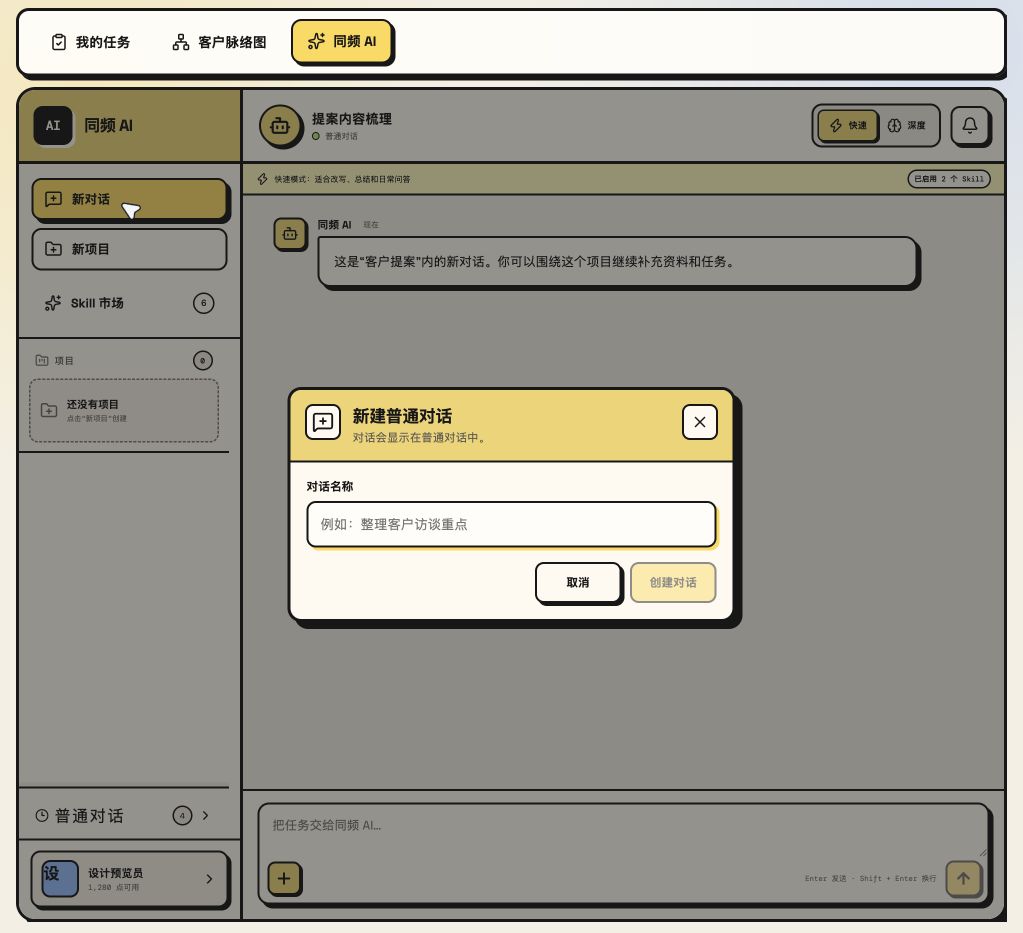 我的任务
客户脉络图
同频 AI
AI
同频 AI
提案内容梳理
普通对话
快速
深度
新对话
新项目
Skill 市场
6
快速模式：适合改写、总结和日常问答
已启用 2 个 Skill
同频 AI
现在
这是“客户提案”内的新对话。你可以围绕这个项目继续补充资料和任务。
项目
0
还没有项目
点击“新项目”创建
新建普通对话
对话会显示在普通对话中。
对话名称
例如：整理客户访谈重点
取消
创建对话
普通对话
4
设
设计预览员
1,280 点可用
把任务交给同频 AI...
Enter 发送 · Shift + Enter 换行